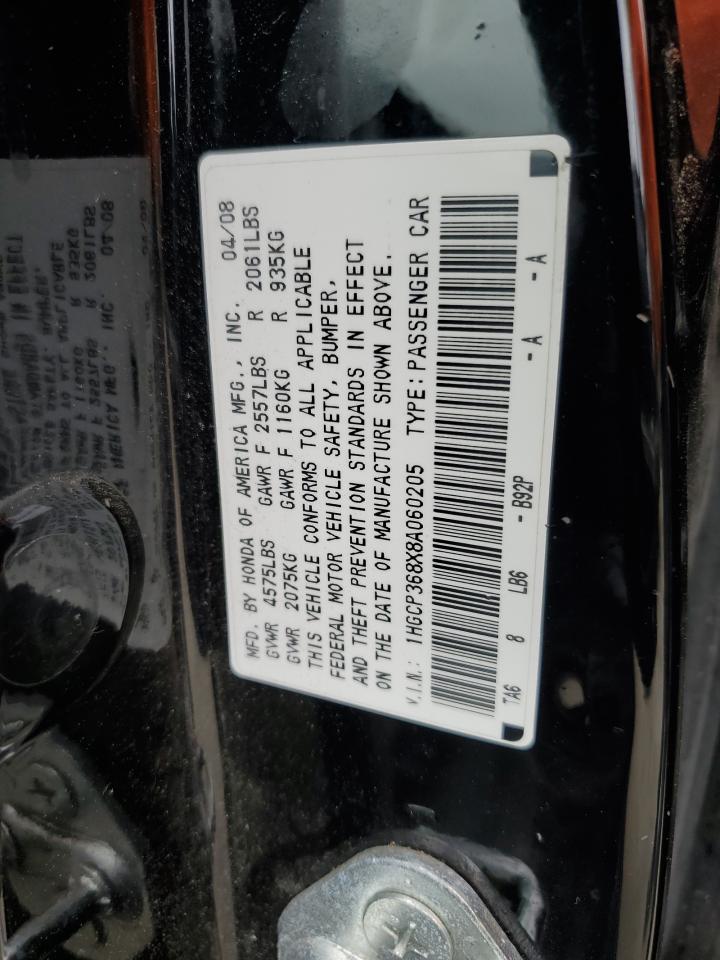 MFD. BY HONDA OF AMERICA MFG., INC. 04/08
GVWR 4575LBS GAWR F 2557LBS R 2061LBS
GVWR 2075KG GAWR F 1160KG R 935KG
THIS VEHICLE CONFORMS TO ALL APPLICABLE
FEDERAL MOTOR VEHICLE SAFETY, BUMPER,
AND THEFT PREVENTION STANDARDS IN EFFECT
ON THE DATE OF MANUFACTURE SHOWN ABOVE.
V.I.N.: 1HGCP368X8A060205 TYPE: PASSENGER CAR
TA6 8 LB6 - B92P - A - A